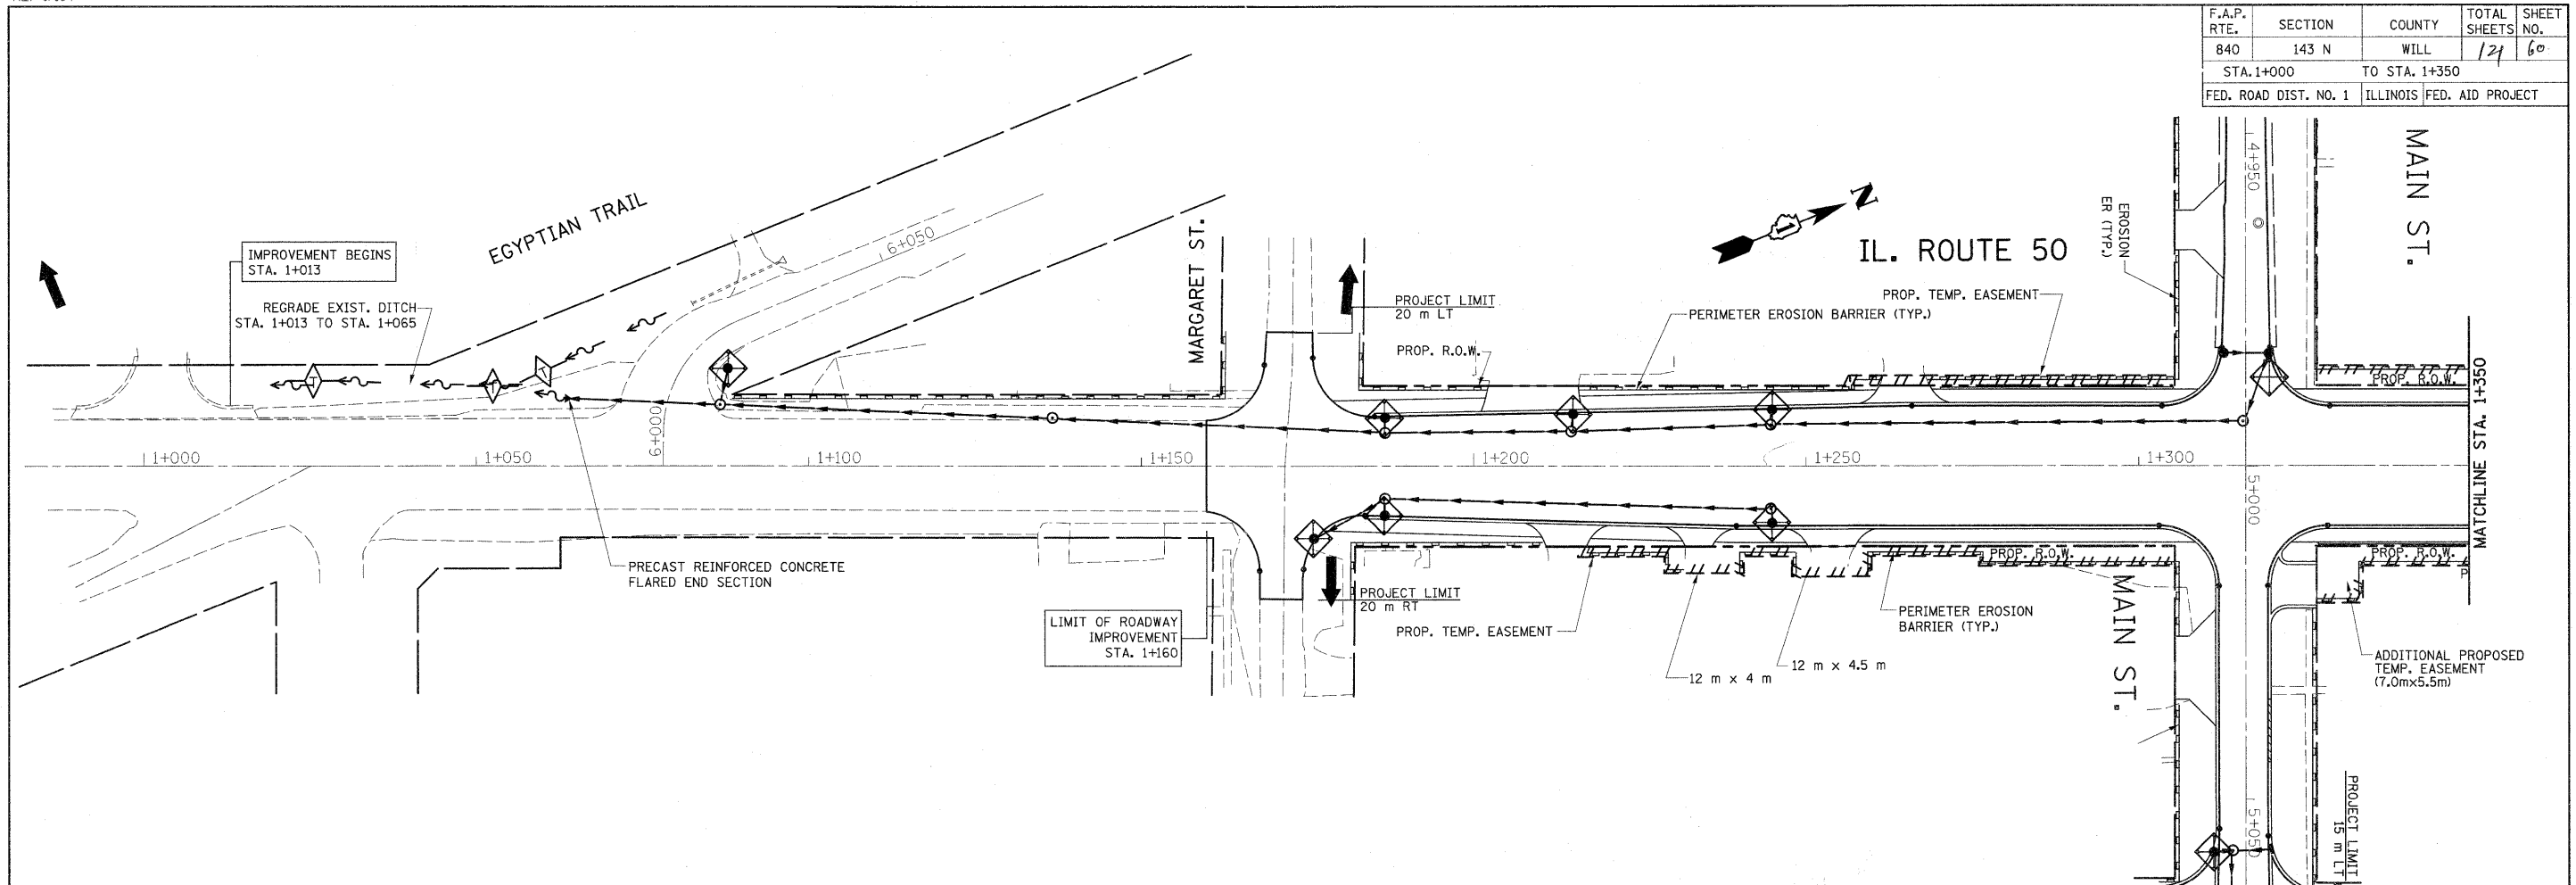 F.A.P. RTE. SECTION COUNTY TOTAL SHEETS SHEET NO.
840 143 N WILL 121 60
STA. 1+000 TO STA. 1+350
FED. ROAD DIST. NO. 1 ILLINOIS FED. AID PROJECT
MAIN ST.
4+950
EROSION
ER (TYP.)
N
1
IL. ROUTE 50
EGYPTIAN TRAIL
6+050
MARGARET ST.
IMPROVEMENT BEGINS
STA. 1+013
REGRADE EXIST. DITCH
STA. 1+013 TO STA. 1+065
PROJECT LIMIT
20 m LT
PROP. R.O.W.
PERIMETER EROSION BARRIER (TYP.)
PROP. TEMP. EASEMENT
PROP. R.O.W.
MATCHLINE STA. 1+350
T
T
T
6+000
1+000
1+050
1+100
1+150
1+200
1+250
1+300
5+000
PRECAST REINFORCED CONCRETE
FLARED END SECTION
LIMIT OF ROADWAY
IMPROVEMENT
STA. 1+160
PROJECT LIMIT
20 m RT
PROP. TEMP. EASEMENT
12 m x 4 m
12 m x 4.5 m
PROP. R.O.W.
PERIMETER EROSION
BARRIER (TYP.)
MAIN ST.
PROP. R.O.W.
P
ADDITIONAL PROPOSED
TEMP. EASEMENT
(7.0mx5.5m)
5+050
PROJECT LIMIT
15 m LT